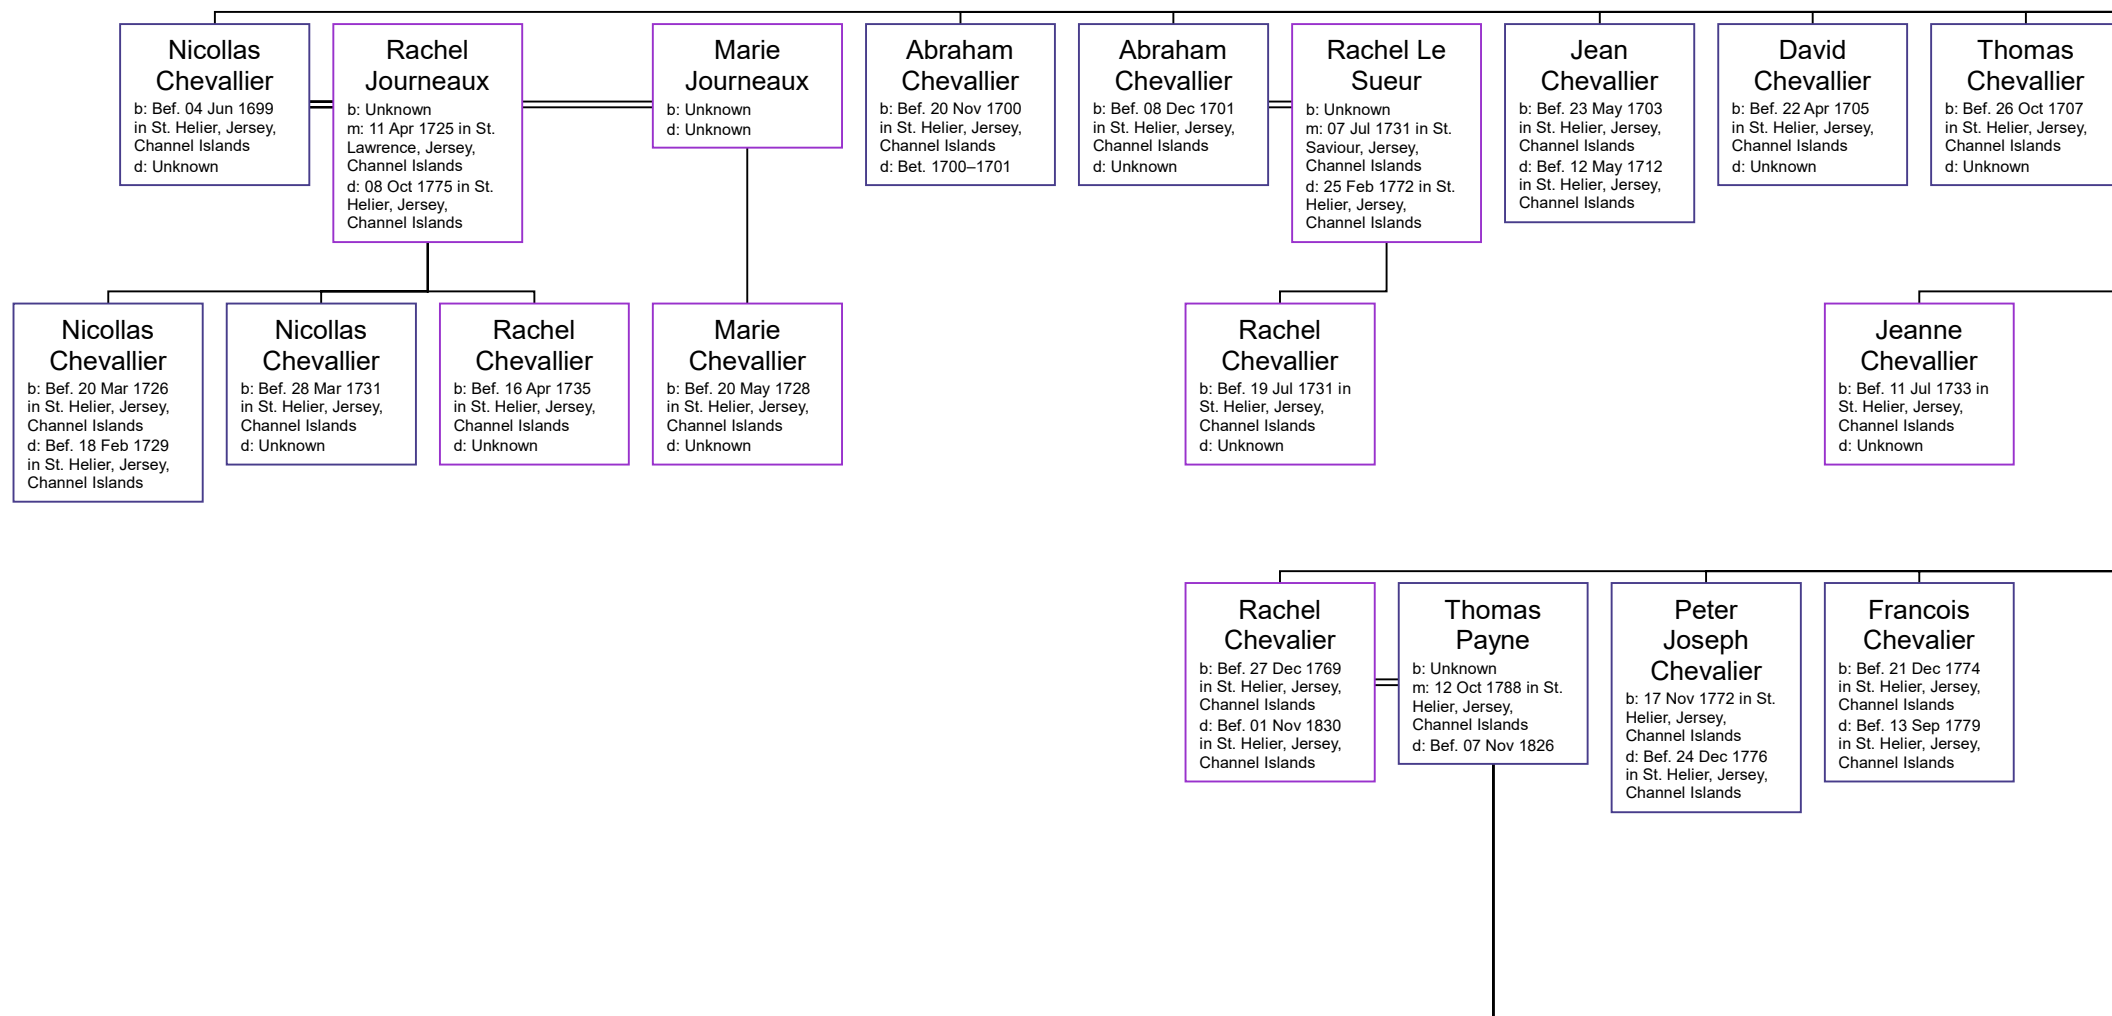 Nicollas
Chevallier
b: Bef. 04 Jun 1699
in St. Helier, Jersey,
Channel Islands
d: Unknown
Rachel
Journeaux
b: Unknown
m: 11 Apr 1725 in St.
Lawrence, Jersey,
Channel Islands
d: 08 Oct 1775 in St.
Helier, Jersey,
Channel Islands
Marie
Journeaux
b: Unknown
d: Unknown
Abraham
Chevallier
b: Bef. 20 Nov 1700
in St. Helier, Jersey,
Channel Islands
d: Bet. 1700–1701
Abraham
Chevallier
b: Bef. 08 Dec 1701
in St. Helier, Jersey,
Channel Islands
d: Unknown
Rachel Le
Sueur
b: Unknown
m: 07 Jul 1731 in St.
Saviour, Jersey,
Channel Islands
d: 25 Feb 1772 in St.
Helier, Jersey,
Channel Islands
Jean
Chevallier
b: Bef. 23 May 1703
in St. Helier, Jersey,
Channel Islands
d: Bef. 12 May 1712
in St. Helier, Jersey,
Channel Islands
David
Chevallier
b: Bef. 22 Apr 1705
in St. Helier, Jersey,
Channel Islands
d: Unknown
Thomas
Chevallier
b: Bef. 26 Oct 1707
in St. Helier, Jersey,
Channel Islands
d: Unknown
Nicollas
Chevallier
b: Bef. 20 Mar 1726
in St. Helier, Jersey,
Channel Islands
d: Bef. 18 Feb 1729
in St. Helier, Jersey,
Channel Islands
Nicollas
Chevallier
b: Bef. 28 Mar 1731
in St. Helier, Jersey,
Channel Islands
d: Unknown
Rachel
Chevallier
b: Bef. 16 Apr 1735
in St. Helier, Jersey,
Channel Islands
d: Unknown
Marie
Chevallier
b: Bef. 20 May 1728
in St. Helier, Jersey,
Channel Islands
d: Unknown
Rachel
Chevallier
b: Bef. 19 Jul 1731 in
St. Helier, Jersey,
Channel Islands
d: Unknown
Jeanne
Chevallier
b: Bef. 11 Jul 1733 in
St. Helier, Jersey,
Channel Islands
d: Unknown
Rachel
Chevalier
b: Bef. 27 Dec 1769
in St. Helier, Jersey,
Channel Islands
d: Bef. 01 Nov 1830
in St. Helier, Jersey,
Channel Islands
Thomas
Payne
b: Unknown
m: 12 Oct 1788 in St.
Helier, Jersey,
Channel Islands
d: Bef. 07 Nov 1826
Peter
Joseph
Chevalier
b: 17 Nov 1772 in St.
Helier, Jersey,
Channel Islands
d: Bef. 24 Dec 1776
in St. Helier, Jersey,
Channel Islands
Francois
Chevalier
b: Bef. 21 Dec 1774
in St. Helier, Jersey,
Channel Islands
d: Bef. 13 Sep 1779
in St. Helier, Jersey,
Channel Islands